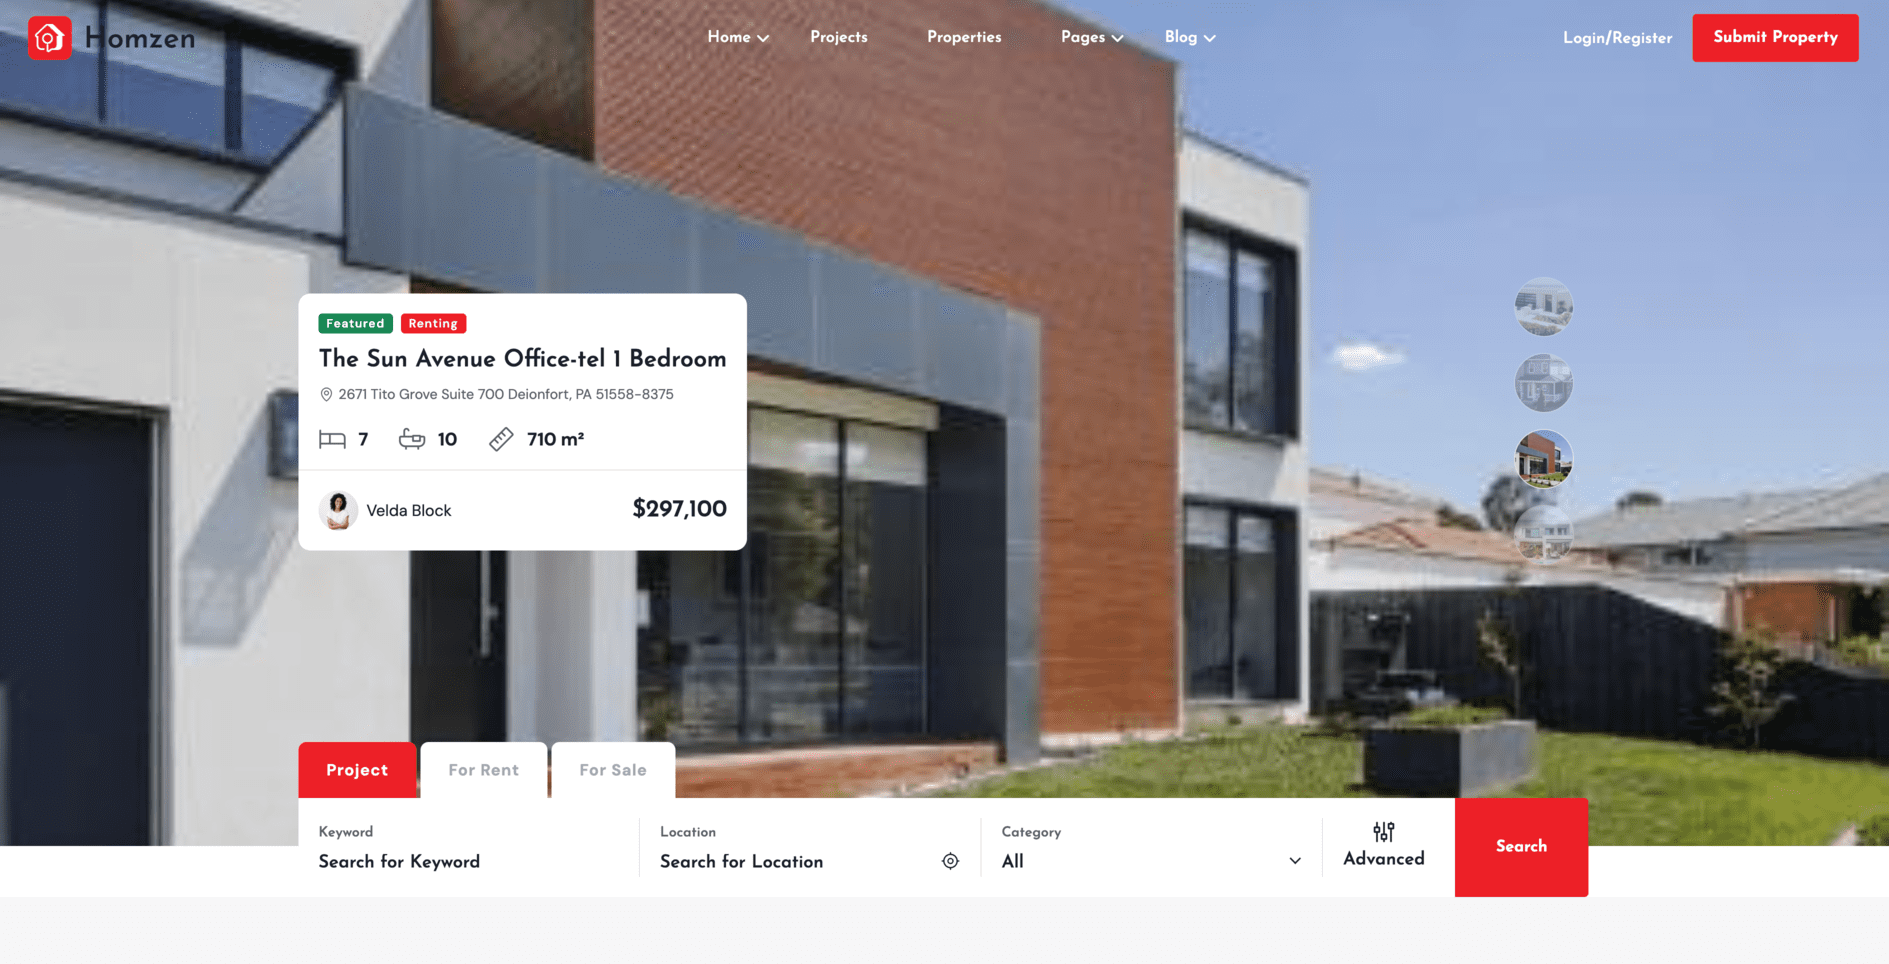 Homzen
Home
Projects
Properties
Pages
Blog
Login/Register
Submit Property
Featured
Renting
The Sun Avenue Office-tel 1 Bedroom
2671 Tito Grove Suite 700 Deionfort, PA 51558-8375
7
10
710 m²
Velda Block
$297,100
Project
For Rent
For Sale
Keyword
Search for Keyword
Location
Search for Location
Category
All
Advanced
Search